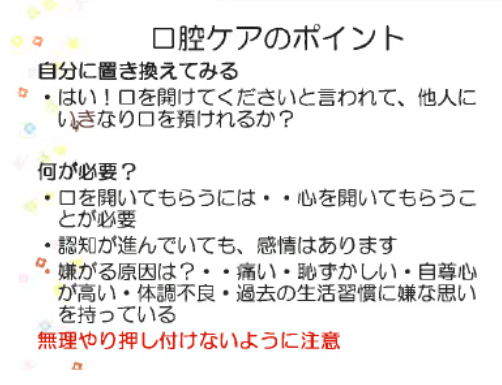 口腔ケアのポイント
自分に置き換えてみる
・はい！口を開けてくださいと言われて、他人に
いきなり口を預けれるか？
何が必要？
・口を開いてもらうには・・心を開いてもらうこ
とが必要
・認知が進んでいても、感情はあります
・嫌がる原因は？・・痛い・恥ずかしい・自尊心
が高い・体調不良・過去の生活習慣に嫌な思い
を持っている
無理やり押し付けないように注意